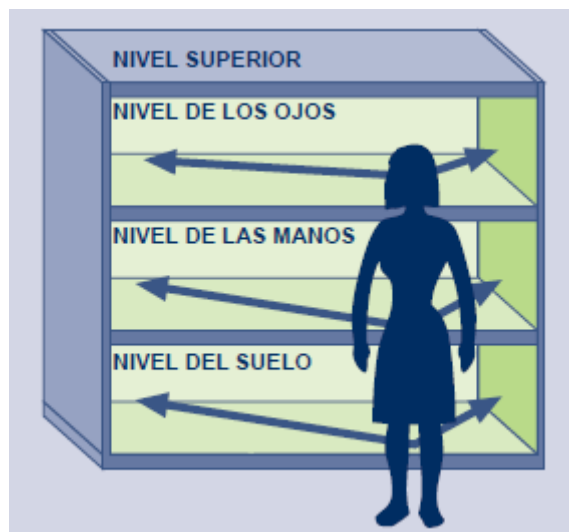 NIVEL SUPERIOR
NIVEL DE LOS OJOS
NIVEL DE LAS MANOS
NIVEL DEL SUELO